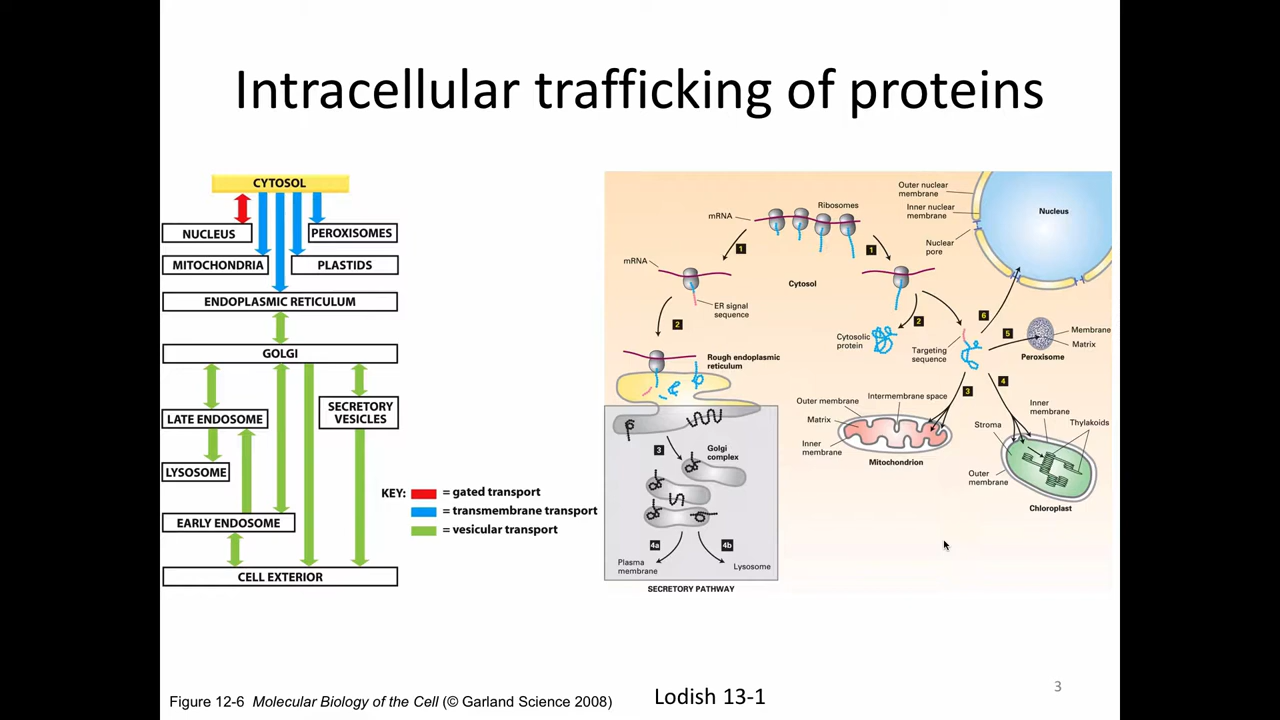 Intracellular trafficking of proteins
CYTOSOL
NUCLEUS
PEROXISOMES
MITOCHONDRIA
PLASTIDS
ENDOPLASMIC RETICULUM
GOLGI
LATE ENDOSOME
SECRETORY
VESICLES
LYSOSOME
EARLY ENDOSOME
CELL EXTERIOR
KEY:
= gated transport
= transmembrane transport
= vesicular transport
mRNA
Ribosomes
1
1
mRNA
Cytosol
ER signal
sequence
2
2
Cytosolic
protein
Targeting
sequence
Rough endoplasmic
reticulum
Outer nuclear
membrane
Inner nuclear
membrane
Nuclear
pore
Nucleus
6
5
Membrane
Matrix
Peroxisome
4
3
Outer membrane
Intermembrane space
Matrix
Inner
membrane
Mitochondrion
Inner
membrane
Stroma
Thylakoids
Outer
membrane
Chloroplast
3
Golgi
complex
4a
4b
Plasma
membrane
Lysosome
SECRETORY PATHWAY
Figure 12-6 Molecular Biology of the Cell (© Garland Science 2008)
Lodish 13-1
3